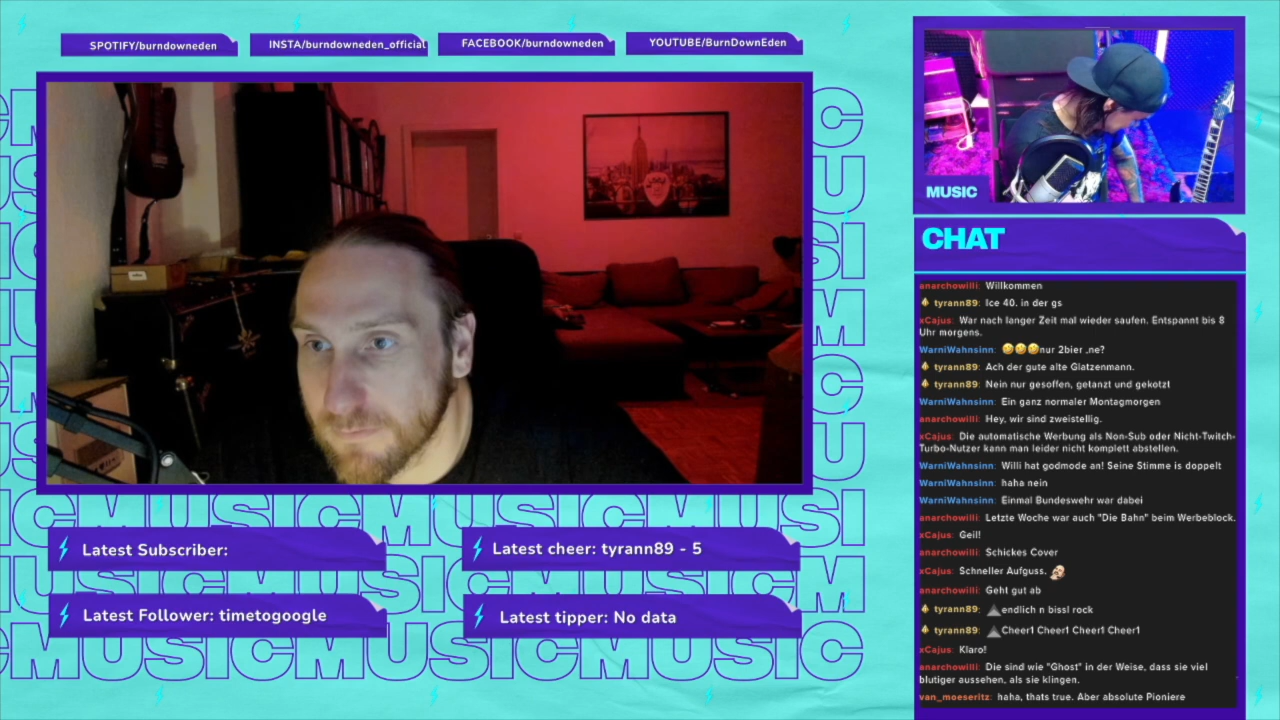 SPOTIFY/burndowneden
INSTA/burndowneden_official
FACEBOOK/burndowneden
YOUTUBE/BurnDownEden
MUSIC
CHAT
anarchowilli: Willkommen
tyrann89: Ice 40. in der gs
xCajus: War nach langer Zeit mal wieder saufen. Entspannt bis 8
Uhr morgens.
WarniWahnsinn: 🤣🤣🤣nur 2bier ,ne?
tyrann89: Ach der gute alte Glatzenmann.
tyrann89: Nein nur gesoffen, getanzt und gekotzt
WarniWahnsinn: Ein ganz normaler Montagmorgen
anarchowilli: Hey, wir sind zweistellig.
xCajus: Die automatische Werbung als Non-Sub oder Nicht-Twitch-
Turbo-Nutzer kann man leider nicht komplett abstellen.
WarniWahnsinn: Willi hat godmode an! Seine Stimme is doppelt
WarniWahnsinn: haha nein
WarniWahnsinn: Einmal Bundeswehr war dabei
anarchowilli: Letzte Woche war auch "Die Bahn" beim Werbeblock.
xCajus: Geil!
anarchowilli: Schickes Cover
xCajus: Schneller Aufguss.
anarchowilli: Geht gut ab
tyrann89: endlich n bissl rock
tyrann89: Cheer1 Cheer1 Cheer1 Cheer1
xCajus: Klaro!
anarchowilli: Die sind wie "Ghost" in der Weise, dass sie viel
blutiger aussehen, als sie klingen.
van_moeseritz: haha, thats true. Aber absolute Pioniere
Latest Subscriber:
Latest cheer: tyrann89 - 5
Latest Follower: timetogoogle
Latest tipper: No data
MUSICMUSICMUSICMUSI
MUSICMUSICMUSICM
MUSICMUSICMUSICMUSIC